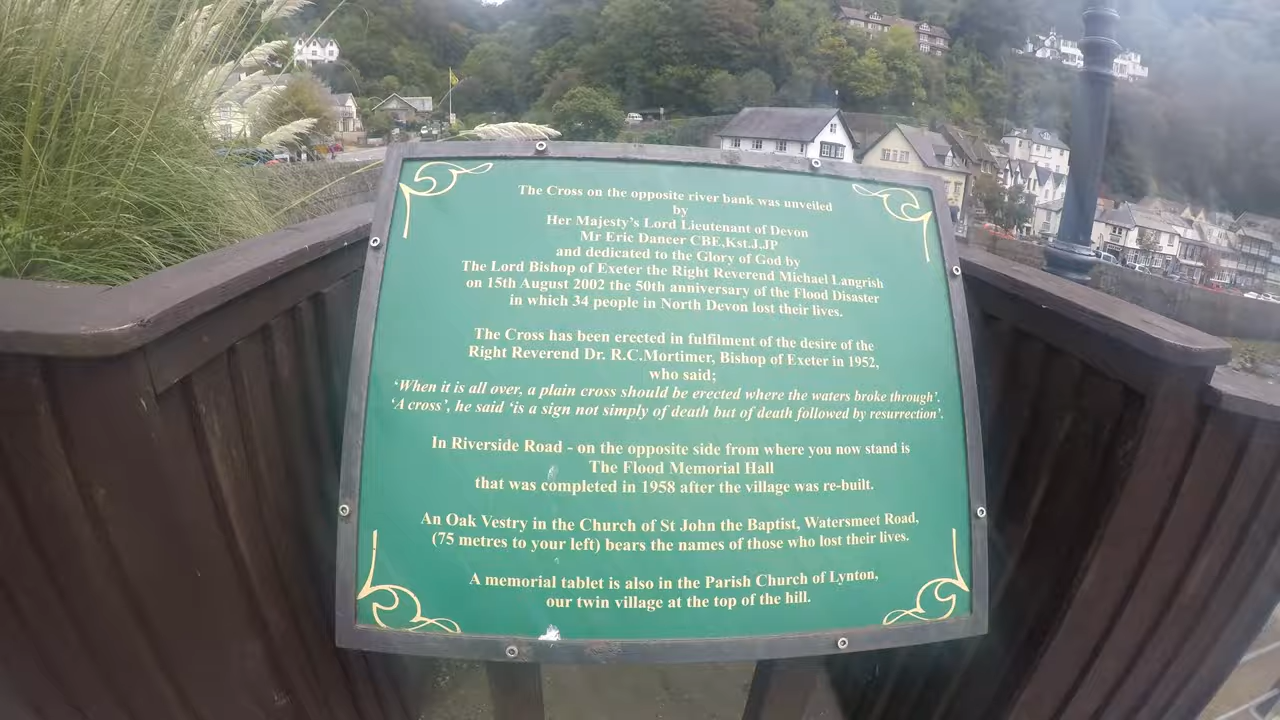 The Cross on the opposite river bank was unveiled
by
Her Majesty's Lord Lieutenant of Devon
Mr Eric Dancer CBE,Kst.J,JP
and dedicated to the Glory of God by
The Lord Bishop of Exeter the Right Reverend Michael Langrish
on 15th August 2002 the 50th anniversary of the Flood Disaster
in which 34 people in North Devon lost their lives.
The Cross has been erected in fulfilment of the desire of the
Right Reverend Dr. R.C.Mortimer, Bishop of Exeter in 1952,
who said;
'When it is all over, a plain cross should be erected where the waters broke through'.
'A cross', he said 'is a sign not simply of death but of death followed by resurrection'.
In Riverside Road - on the opposite side from where you now stand is
The Flood Memorial Hall
that was completed in 1958 after the village was re-built.
An Oak Vestry in the Church of St John the Baptist, Watersmeet Road,
(75 metres to your left) bears the names of those who lost their lives.
A memorial tablet is also in the Parish Church of Lynton,
our twin village at the top of the hill.